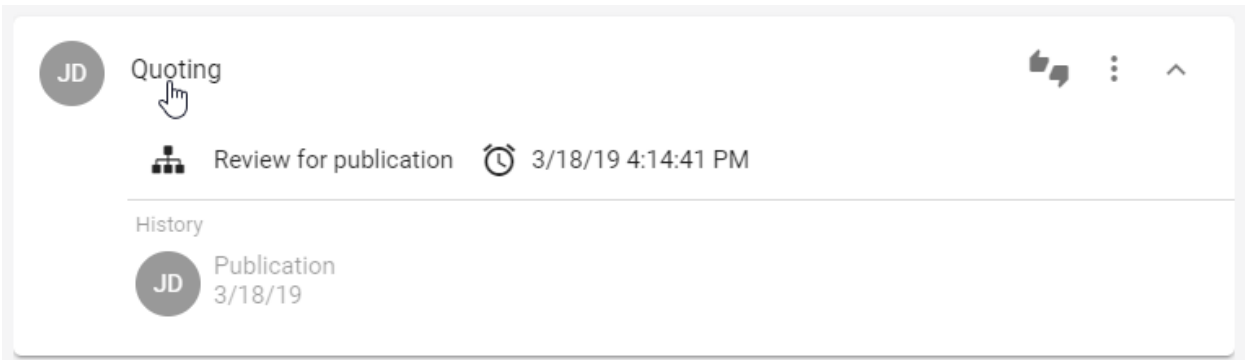 JD Quoting
Review for publication 3/18/19 4:14:41 PM
History
JD Publication
3/18/19